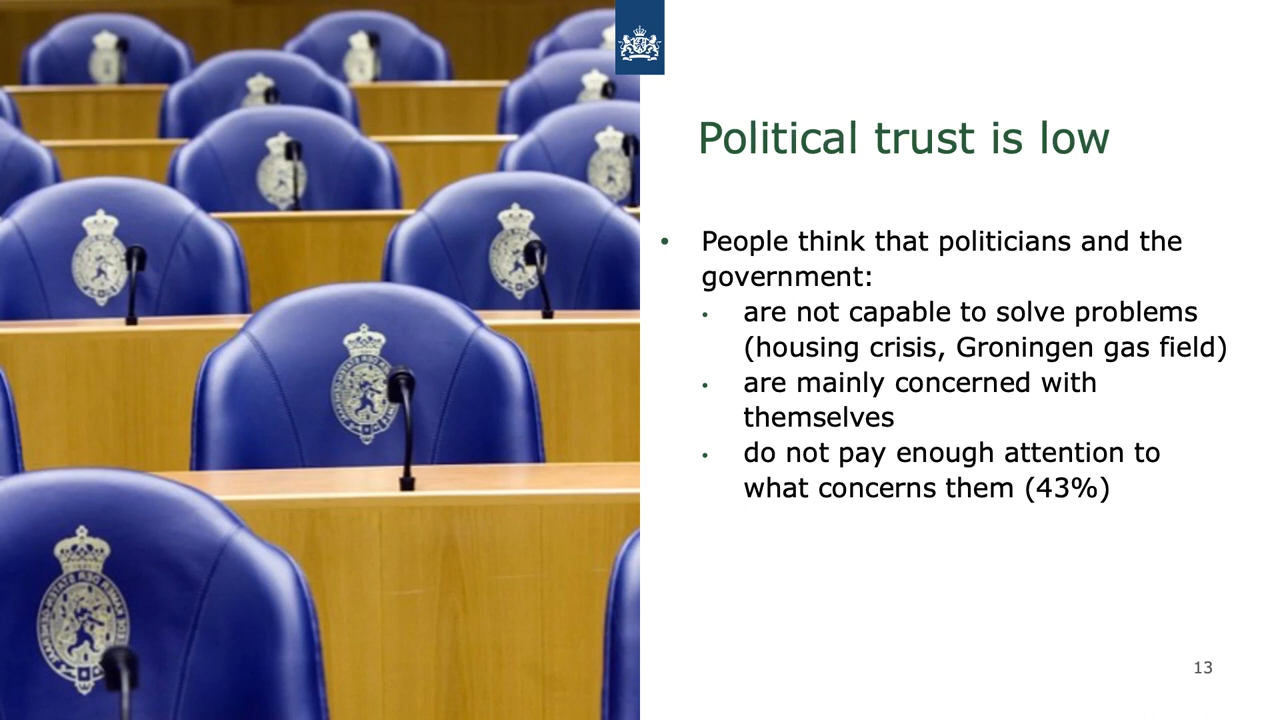 Political trust is low
• People think that politicians and the
government:
• are not capable to solve problems
(housing crisis, Groningen gas field)
• are mainly concerned with
themselves
• do not pay enough attention to
what concerns them (43%)
13